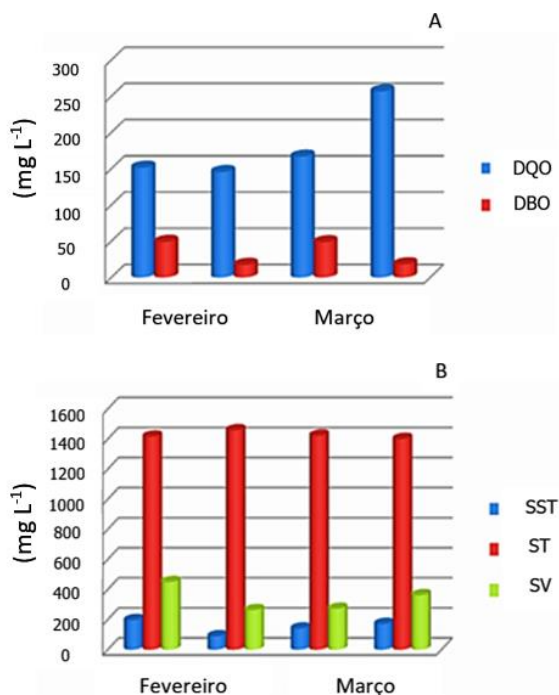 A
300
250
200
150
100
50
0
(mg L⁻¹)
DQO
DBO
Fevereiro Março
B
1600
1400
1200
1000
800
600
400
200
0
(mg L⁻¹)
SST
ST
SV
Fevereiro Março